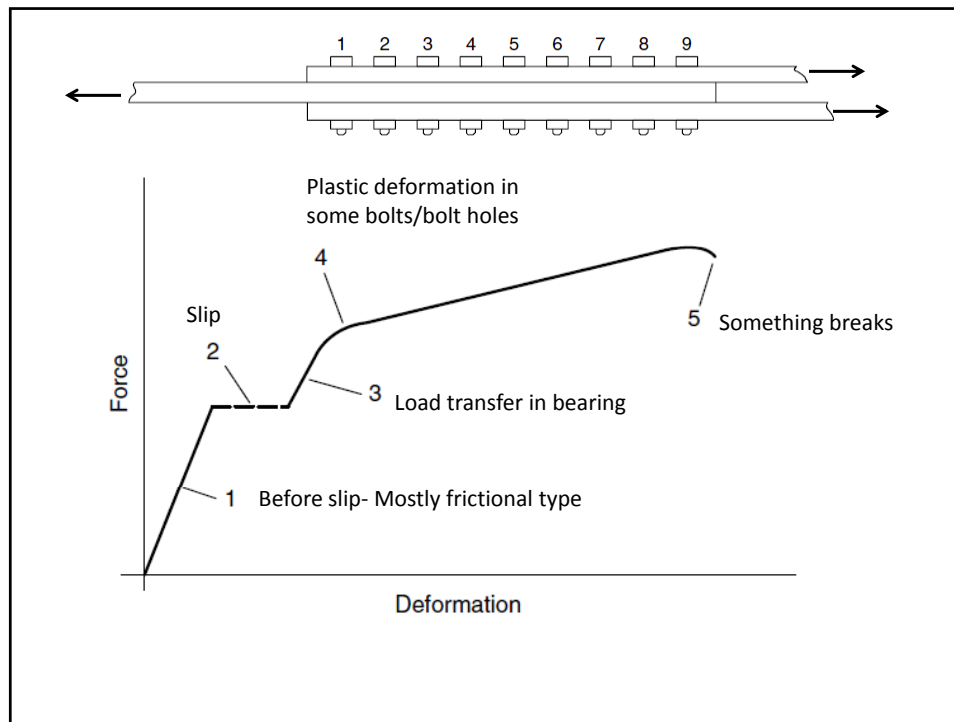 1 2 3 4 5 6 7 8 9
Plastic deformation in
some bolts/bolt holes
4
Slip
2
5 Something breaks
3 Load transfer in bearing
Force
1 Before slip- Mostly frictional type
Deformation